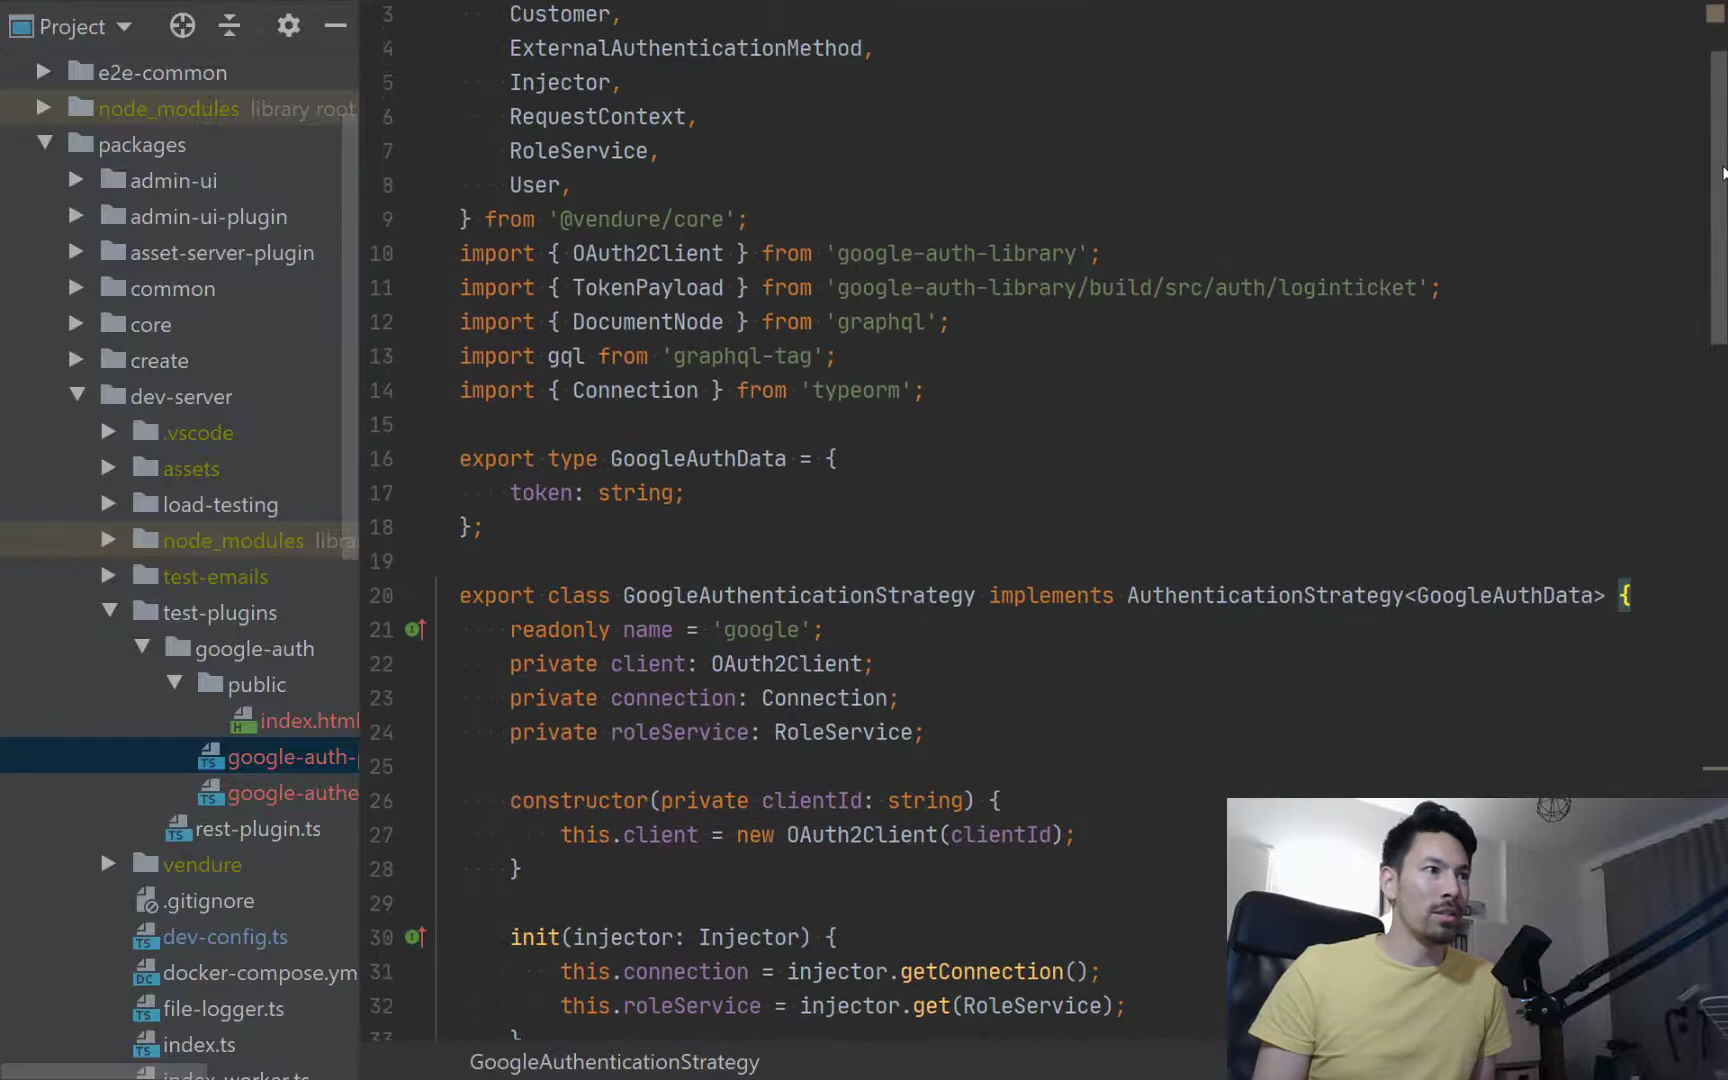 Project
e2e-common
node_modules library root
packages
admin-ui
admin-ui-plugin
asset-server-plugin
common
core
create
dev-server
.vscode
assets
load-testing
node_modules libra
test-emails
test-plugins
google-auth
public
index.html
google-auth-
google-authe
rest-plugin.ts
vendure
.gitignore
dev-config.ts
docker-compose.ym
file-logger.ts
index.ts
index-worker.ts
3 Customer,
4 ExternalAuthenticationMethod,
5 Injector,
6 RequestContext,
7 RoleService,
8 User,
9 } from '@vendure/core';
10 import { OAuth2Client } from 'google-auth-library';
11 import { TokenPayload } from 'google-auth-library/build/src/auth/loginticket';
12 import { DocumentNode } from 'graphql';
13 import gql from 'graphql-tag';
14 import { Connection } from 'typeorm';
15
16 export type GoogleAuthData = {
17 token: string;
18 };
19
20 export class GoogleAuthenticationStrategy implements AuthenticationStrategy<GoogleAuthData> {
21 readonly name = 'google';
22 private client: OAuth2Client;
23 private connection: Connection;
24 private roleService: RoleService;
25
26 constructor(private clientId: string) {
27 this.client = new OAuth2Client(clientId);
28 }
29
30 init(injector: Injector) {
31 this.connection = injector.getConnection();
32 this.roleService = injector.get(RoleService);
33 }
GoogleAuthenticationStrategy